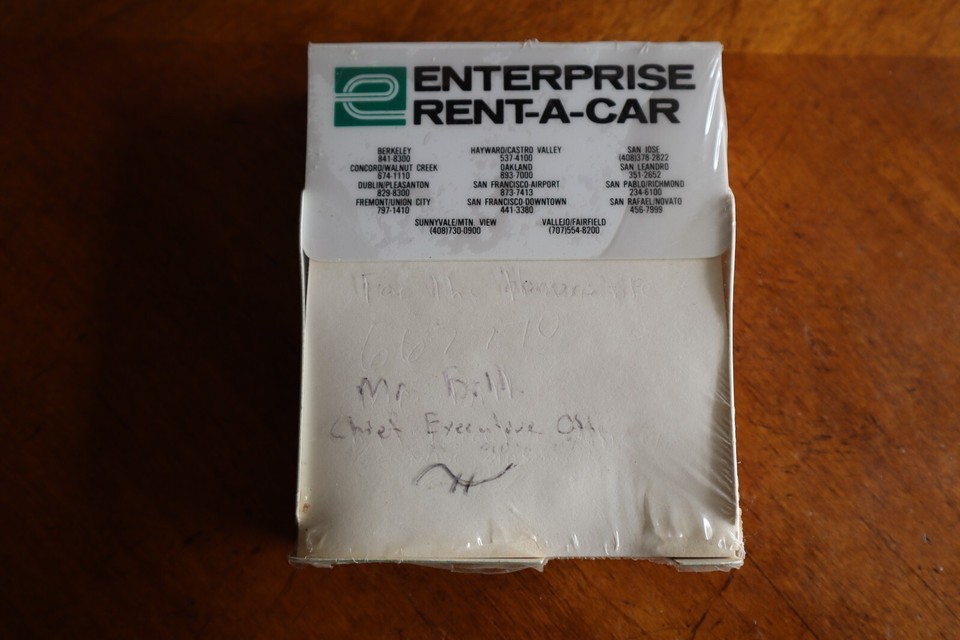 ENTERPRISE
RENT-A-CAR
BERKELEY
841-8300
CONCORD/WALNUT CREEK
674-1110
DUBLIN/PLEASANTON
829-8300
FREMONT/UNION CITY
797-1410
HAYWARD/CASTRO VALLEY
537-4100
OAKLAND
893-7000
SAN FRANCISCO-AIRPORT
873-7413
SAN FRANCISCO-DOWNTOWN
441-3380
SAN JOSE
(408)378-2822
SAN LEANDRO
351-2652
SAN PABLO/RICHMOND
234-6100
SAN RAFAEL/NOVATO
456-7999
SUNNYVALE/MTN. VIEW
(408)730-0900
VALLEJO/FAIRFIELD
(707)554-8200
Mr. Bill
Chief Executive